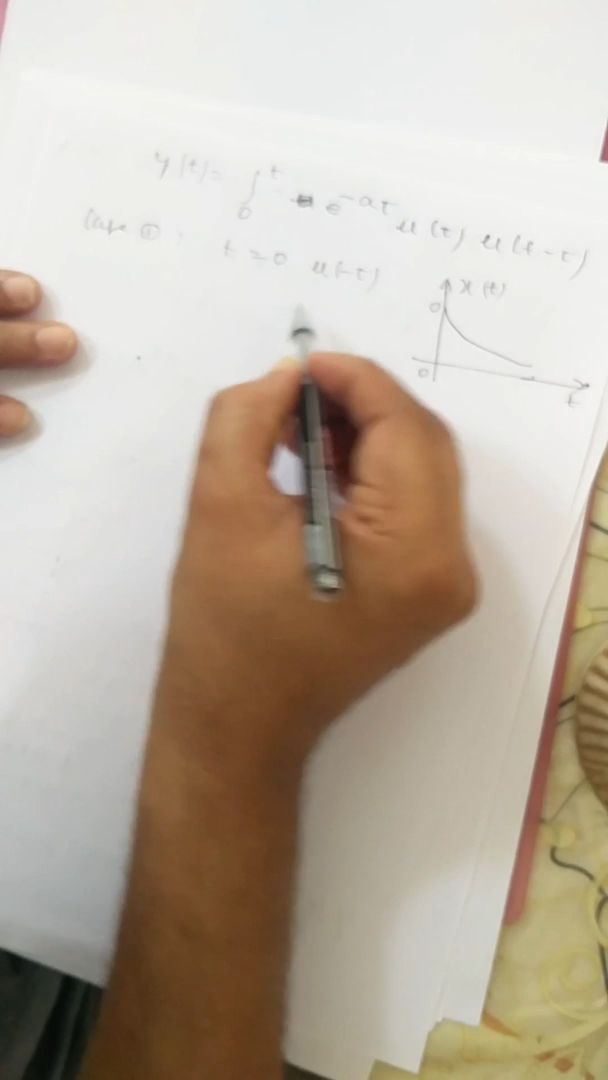 y(t) = ∫₀ᵗ e^{-aτ} u(τ) u(t-τ)
Case ① : t = 0 u(-τ)
x(t)
0
0
t